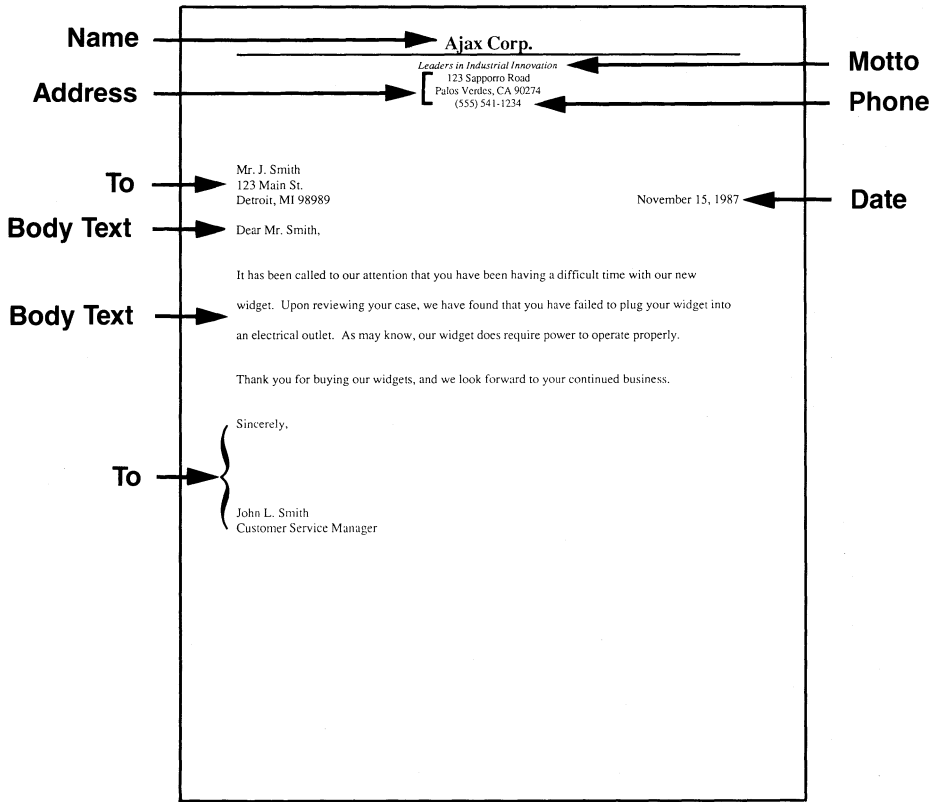 Name
Ajax Corp.
Leaders in Industrial Innovation
Motto
Address
123 Sapporro Road
Palos Verdes, CA 90274
(555) 541-1234
Phone
To
Mr. J. Smith
123 Main St.
Detroit, MI 98989
November 15, 1987
Date
Body Text
Dear Mr. Smith,
It has been called to our attention that you have been having a difficult time with our new
Body Text
widget. Upon reviewing your case, we have found that you have failed to plug your widget into
an electrical outlet. As may know, our widget does require power to operate properly.
Thank you for buying our widgets, and we look forward to your continued business.
Sincerely,
To
John L. Smith
Customer Service Manager